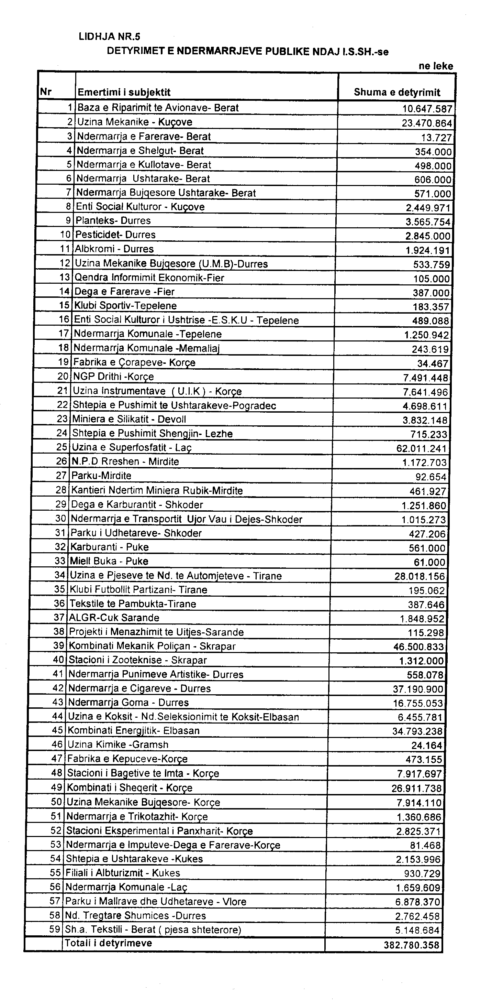 LIDHJA NR.5
DETYRIMET E NDERMARRJEVE PUBLIKE NDAJ I.S.SH.-se
ne leke
Nr Emertimi i subjektit Shuma e detyrimit
1 Baza e Riparimit te Avionave- Berat 10.647.587
2 Uzina Mekanike - Kuçove 23.470.864
3 Ndermarrja e Farerave- Berat 13.727
4 Ndermarrja e Shelgut- Berat 354.000
5 Ndermarrja e Kullotave- Berat 498.000
6 Ndermarrja Ushtarake- Berat 606.000
7 Ndermarrja Bujqesore Ushtarake- Berat 571.000
8 Enti Social Kulturor - Kuçove 2.449.971
9 Planteks- Durres 3.565.754
10 Pesticidet- Durres 2.845.000
11 Albkromi - Durres 1.924.191
12 Uzina Mekanike Bujqesore (U.M.B)-Durres 533.759
13 Qendra Informimit Ekonomik-Fier 105.000
14 Dega e Farerave -Fier 387.000
15 Klubi Sportiv-Tepelene 183.357
16 Enti Social Kulturor i Ushtrise -E.S.K.U - Tepelene 489.088
17 Ndermarrja Komunale -Tepelene 1.250.942
18 Ndermarrja Komunale -Memaliaj 243.619
19 Fabrika e Çorapeve- Korçe 34.467
20 NGP Drithi -Korçe 7.491.448
21 Uzina Instrumentave ( U.I.K ) - Korçe 7.641.496
22 Shtepia e Pushimit te Ushtarakeve-Pogradec 4.698.611
23 Miniera e Silikatit - Devoll 3.832.148
24 Shtepia e Pushimit Shengjin- Lezhe 715.233
25 Uzina e Superfosfatit - Laç 62.011.241
26 N.P.D Rreshen - Mirdite 1.172.703
27 Parku-Mirdite 92.654
28 Kantieri Ndertim Miniera Rubik-Mirdite 461.927
29 Dega e Karburantit - Shkoder 1.251.860
30 Ndermarrja e Transportit Ujor Vau i Dejes-Shkoder 1.015.273
31 Parku i Udhetareve- Shkoder 427.206
32 Karburanti - Puke 561.000
33 Miell Buka - Puke 61.000
34 Uzina e Pjeseve te Nd. te Automjeteve - Tirane 28.018.156
35 Klubi Futbollit Partizani- Tirane 195.062
36 Tekstile te Pambukta-Tirane 387.646
37 ALGR-Cuk Sarande 1.848.952
38 Projekti i Menazhimit te Uitjes-Sarande 115.298
39 Kombinati Mekanik Poliçan - Skrapar 46.500.833
40 Stacioni i Zooteknise - Skrapar 1.312.000
41 Ndermarrja Punimeve Artistike- Durres 558.078
42 Ndermarrja e Cigareve - Durres 37.190.900
43 Ndermarrja Goma - Durres 16.755.053
44 Uzina e Koksit - Nd.Seleksionimit te Koksit-Elbasan 6.455.781
45 Kombinati Energjitik- Elbasan 34.793.238
46 Uzina Kimike -Gramsh 24.164
47 Fabrika e Kepuceve-Korçe 473.155
48 Stacioni i Bagetive te Imta - Korçe 7.917.697
49 Kombinati i Sheqerit - Korçe 26.911.738
50 Uzina Mekanike Bujqesore- Korçe 7.914.110
51 Ndermarrja e Trikotazhit- Korçe 1.360.686
52 Stacioni Eksperimental i Panxharit- Korçe 2.825.371
53 Ndermarrja e Imputeve-Dega e Farerave-Korçe 81.468
54 Shtepia e Ushtarakeve -Kukes 2.153.996
55 Filiali i Albturizmit - Kukes 930.729
56 Ndermarrja Komunale -Laç 1.659.609
57 Parku i Mallrave dhe Udhetareve - Vlore 6.878.370
58 Nd. Tregtare Shumices -Durres 2.762.458
59 Sh.a. Tekstili - Berat ( pjesa shteterore) 5.148.684
Totali i detyrimeve 382.780.358